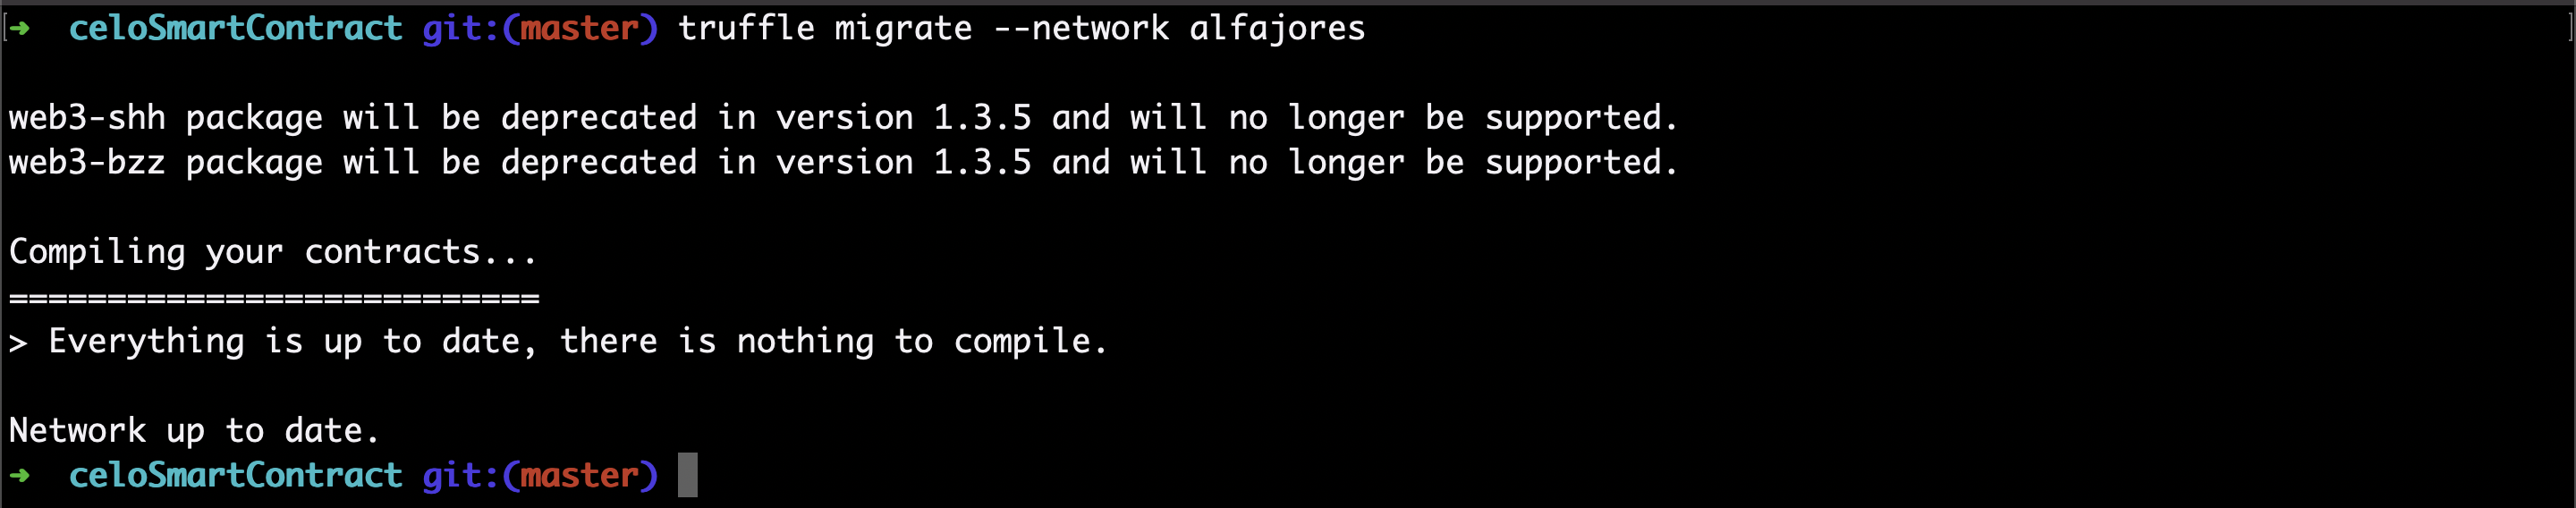 ➜  celoSmartContract git:(master) truffle migrate --network alfajores
web3-shh package will be deprecated in version 1.3.5 and will no longer be supported.
web3-bzz package will be deprecated in version 1.3.5 and will no longer be supported.
Compiling your contracts...
===========================
> Everything is up to date, there is nothing to compile.
Network up to date.
➜  celoSmartContract git:(master)